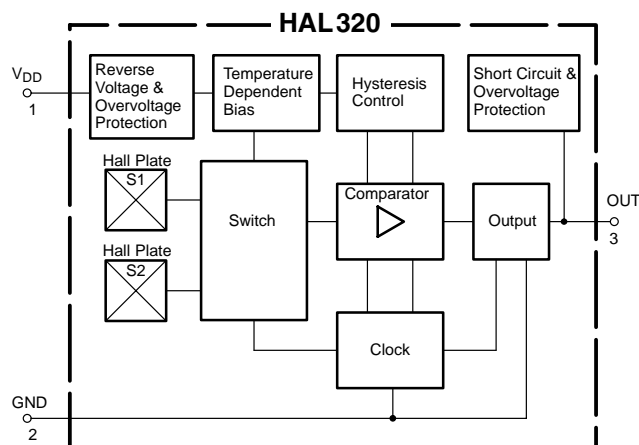 HAL 320
VDD
1
Reverse
Voltage &
Overvoltage
Protection
Temperature
Dependent
Bias
Hysteresis
Control
Short Circuit &
Overvoltage
Protection
Hall Plate
S1
Hall Plate
S2
Switch
Comparator
Output
OUT
3
Clock
GND
2